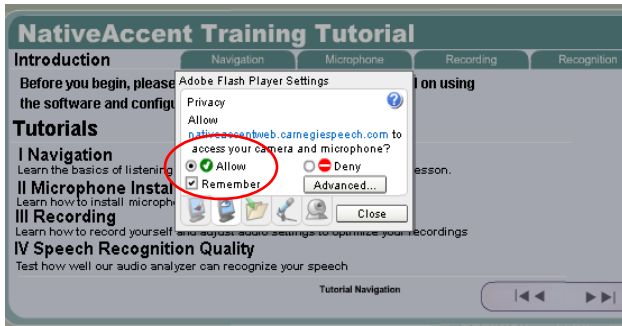 NativeAccent Training Tutorial
Introduction
Navigation Microphone Recording Recognition
Before you begin, please
l on using
the software and configu
Tutorials
I Navigation
Learn the basics of listening
esson.
II Microphone Instal
Learn how to install microph
III Recording
Learn how to record yourself and adjust audio settings to optimize your recordings
IV Speech Recognition Quality
Test how well our audio analyzer can recognize your speech
Tutorial Navigation
Adobe Flash Player Settings
Privacy
Allow
nativeaccentweb.carnegiespeech.com to
access your camera and microphone?
Allow Deny
Remember Advanced...
Close